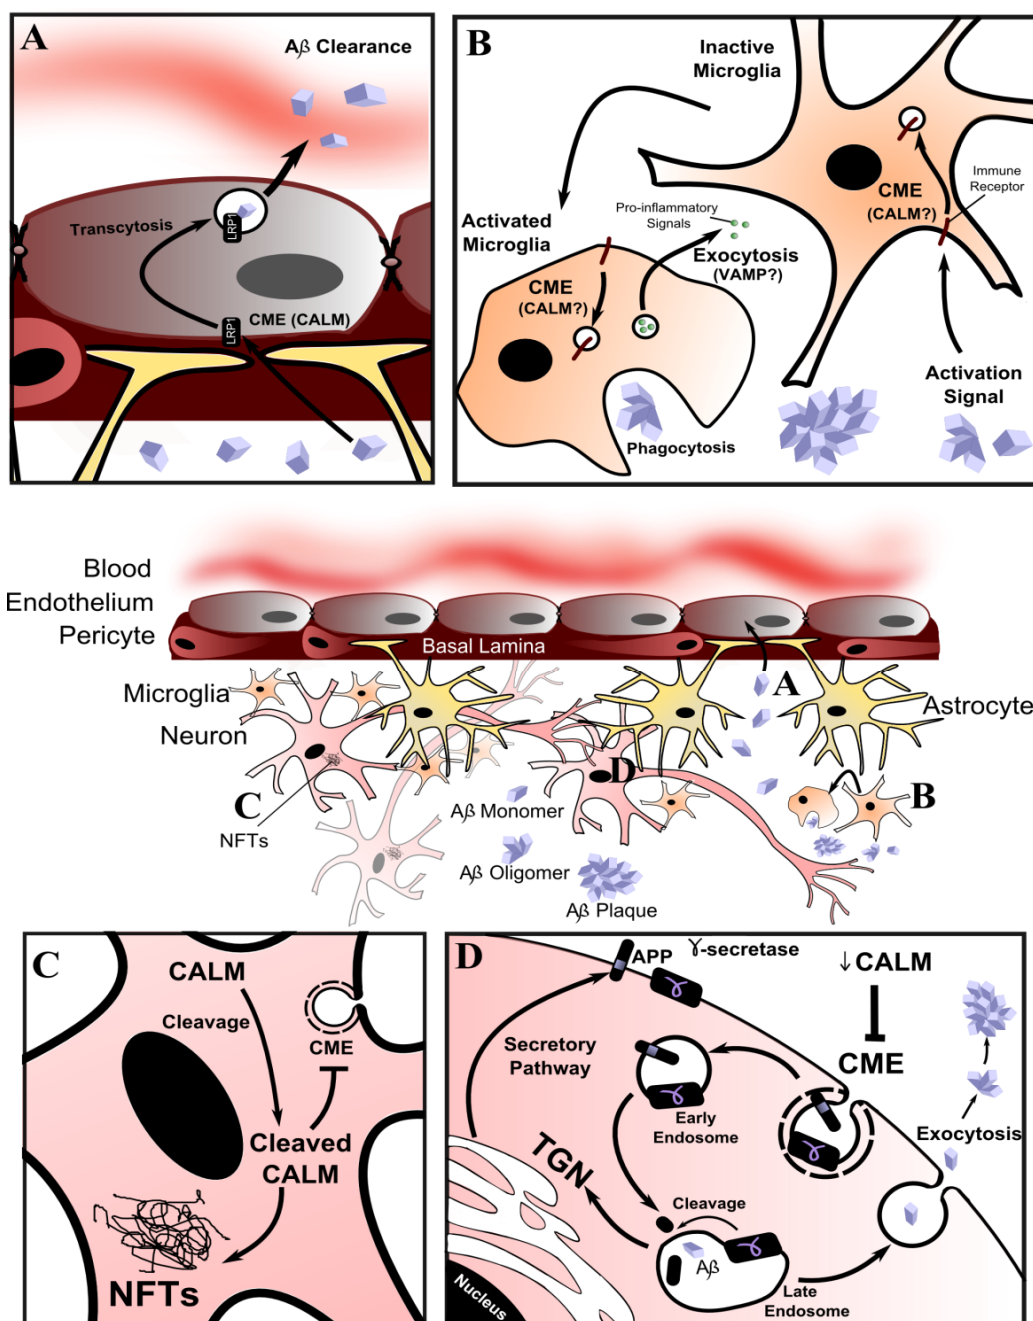 A
Aβ Clearance
Transcytosis
LRP1
LRP1
CME (CALM)
B
Inactive
Microglia
Immune
Receptor
CME
(CALM?)
Pro-inflammatory
Signals
Activated
Microglia
Exocytosis
(VAMP?)
CME
(CALM?)
Activation
Signal
Phagocytosis
Blood
Endothelium
Pericyte
Basal Lamina
Microglia
Neuron
A
Astrocyte
C
D
B
NFTs
Aβ Monomer
Aβ Oligomer
Aβ Plaque
C
CALM
Cleavage
CME
Cleaved
CALM
NFTs
D
APP
ɣ-secretase
↓CALM
ɣ
Secretory
Pathway
CME
ɣ
Early
Endosome
ɣ
Exocytosis
TGN
Cleavage
ɣ
Aβ
Late
Endosome
Nucleus